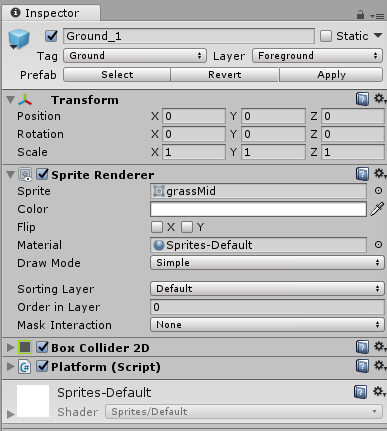 Inspector
Ground_1 Static
Tag Ground Layer Foreground
Prefab Select Revert Apply
Transform
Position X 0 Y 0 Z 0
Rotation X 0 Y 0 Z 0
Scale X 1 Y 1 Z 1
Sprite Renderer
Sprite grassMid
Color
Flip X Y
Material Sprites-Default
Draw Mode Simple
Sorting Layer Default
Order in Layer 0
Mask Interaction None
Box Collider 2D
Platform (Script)
Sprites-Default
Shader Sprites/Default